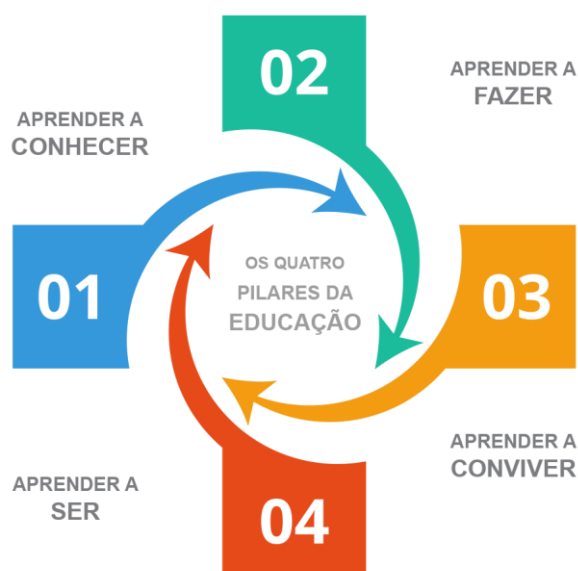 01
APRENDER A
CONHECER
02
APRENDER A
FAZER
03
APRENDER A
CONVIVER
04
APRENDER A
SER
OS QUATRO
PILARES DA
EDUCAÇÃO